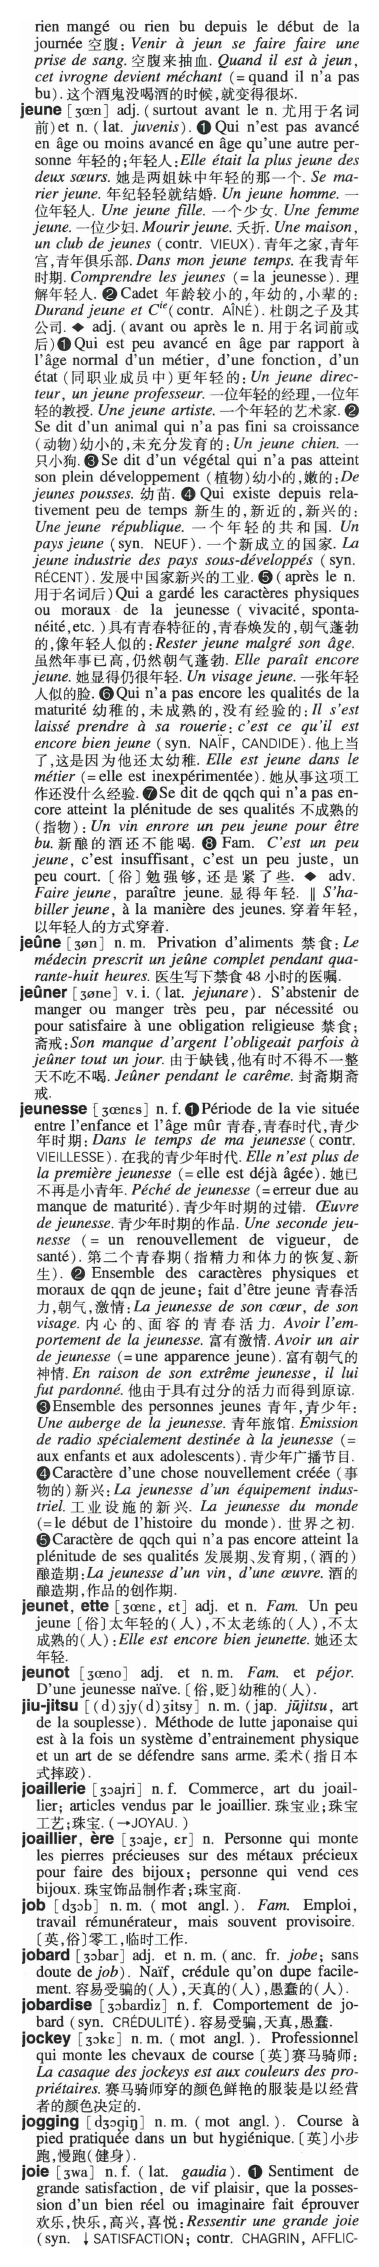 rien mangé ou rien bu depuis le début de la
journée 空腹: Venir à jeun se faire faire une
prise de sang. 空腹来抽血. Quand il est à jeun,
cet ivrogne devient méchant (= quand il n'a pas
bu). 这个酒鬼没喝酒的时候,就变得很坏.
jeune [ʒœn] adj. (surtout avant le n. 尤用于名词
前) et n. ( lat. juvenis). ❶ Qui n'est pas avancé
en âge ou moins avancé en âge qu'une autre per-
sonne 年轻的;年轻人: Elle était la plus jeune des
deux sœurs. 她是两姐妹中年轻的那一个. Se ma-
rier jeune. 年纪轻轻就结婚. Un jeune homme. 一
位年轻人. Une jeune fille. 一个少女. Une femme
jeune. 一位少妇. Mourir jeune. 夭折. Une maison,
un club de jeunes (contr. VIEUX). 青年之家,青年
宫,青年俱乐部. Dans mon jeune temps. 在我青年
时期. Comprendre les jeunes (= la jeunesse). 理
解年轻人. ❷ Cadet 年龄较小的,年幼的,小辈的:
Durand jeune et Cie(contr. AÎNÉ). 杜朗之子及其
公司. ◆ adj. (avant ou après le n. 用于名词前或
后)❶ Qui est peu avancé en âge par rapport à
l'âge normal d'un métier, d'une fonction, d'un
état (同职业成员中)更年轻的: Un jeune direc-
teur, un jeune professeur. 一位年轻的经理,一位年
轻的教授. Une jeune artiste. 一个年轻的艺术家. ❷
Se dit d'un animal qui n'a pas fini sa croissance
(动物)幼小的,未充分发育的: Un jeune chien. 一
只小狗. ❸ Se dit d'un végétal qui n'a pas atteint
son plein développement (植物)幼小的,嫩的: De
jeunes pousses. 幼苗. ❹ Qui existe depuis rela-
tivement peu de temps 新生的,新近的,新兴的:
Une jeune république. 一个年轻的共和国. Un
pays jeune (syn. NEUF). 一个新成立的国家. La
jeune industrie des pays sous-développés ( syn.
RÉCENT). 发展中国家新兴的工业. ❺ (après le n.
用于名词后) Qui a gardé les caractères physiques
ou moraux de la jeunesse ( vivacité, sponta-
néité,etc. )具有青春特征的,青春焕发的,朝气蓬勃
的,像年轻人似的: Rester jeune malgré son âge.
虽然年事已高,仍然朝气蓬勃. Elle paraît encore
jeune. 她显得仍很年轻. Un visage jeune. 一张年轻
人似的脸. ❻ Qui n'a pas encore les qualités de la
maturité 幼稚的,未成熟的,没有经验的: Il s'est
laissé prendre à sa rouerie: c'est ce qu'il est
encore bien jeune (syn. NAÏF, CANDIDE). 他上当
了,这是因为他还太幼稚. Elle est jeune dans le
métier (= elle est inexpérimentée). 她从事这项工
作还没什么经验. ❼ Se dit de qqch qui n'a pas en-
core atteint la plénitude de ses qualités 不成熟的
(指物): Un vin enrore un peu jeune pour être
bu. 新酿的酒还不能喝. ❽ Fam. C'est un peu
jeune, c'est insuffisant, c'est un peu juste, un
peu court. [俗] 勉强够,还是紧了些. ◆ adv.
Faire jeune, paraître jeune. 显得年轻. ‖ S'ha-
biller jeune, à la manière des jeunes. 穿着年轻,
以年轻人的方式穿着.
jeûne [ʒøn] n. m. Privation d'aliments 禁食: Le
médecin prescrit un jeûne complet pendant qua-
rante-huit heures. 医生写下禁食 48 小时的医嘱.
jeûner [ʒøne] v. i. ( lat. jejunare). S'abstenir de
manger ou manger très peu, par nécessité ou
pour satisfaire à une obligation religieuse 禁食;
斋戒: Son manque d'argent l'obligeait parfois à
jeûner tout un jour. 由于缺钱,他有时不得不一整
天不吃不喝. Jeûner pendant le carême. 封斋期斋
戒.
jeunesse [ʒœnɛs] n. f. ❶ Période de la vie située
entre l'enfance et l'âge mûr 青春,青春时代,青少
年时期: Dans le temps de ma jeunesse ( contr.
VIEILLESSE). 在我的青少年时代. Elle n'est plus de
la première jeunesse (= elle est déjà âgée). 她已
不再是小青年. Péché de jeunesse (= erreur due au
manque de maturité). 青少年时期的过错. Œuvre
de jeunesse. 青少年时期的作品. Une seconde jeu-
nesse (= un renouvellement de vigueur, de
santé). 第二个青春期(指精力和体力的恢复、新
生). ❷ Ensemble des caractères physiques et
moraux de qqn de jeune; fait d'être jeune 青春活
力,朝气,激情: La jeunesse de son cœur, de son
visage. 内心的、面容的青春活力. Avoir l'em-
portement de la jeunesse. 富有激情. Avoir un air
de jeunesse (= une apparence jeune). 富有朝气的
神情. En raison de son extrême jeunesse, il lui
fut pardonné. 他由于具有过分的活力而得到原谅.
❸ Ensemble des personnes jeunes 青年,青少年:
Une auberge de la jeunesse. 青年旅馆. Émission
de radio spécialement destinée à la jeunesse (=
aux enfants et aux adolescents). 青少年广播节目.
❹ Caractère d'une chose nouvellement créée (事
物的)新兴: La jeunesse d'un équipement indus-
triel. 工业设施的新兴. La jeunesse du monde
(= le début de l'histoire du monde). 世界之初.
❺ Caractère de qqch qui n'a pas encore atteint la
plénitude de ses qualités 发展期、发育期,(酒的)
酿造期: La jeunesse d'un vin, d'une œuvre. 酒的
酿造期,作品的创作期.
jeunet, ette [ʒœnɛ, ɛt] adj. et n. Fam. Un peu
jeune [俗]太年轻的(人),不太老练的(人),不太
成熟的(人): Elle est encore bien jeunette. 她还太
年轻.
jeunot [ʒœno] adj. et n. m. Fam. et péjor.
D'une jeunesse naïve. [俗,贬]幼稚的(人).
jiu-jitsu [(d)ʒjy(d)ʒitsy] n. m. (jap. jūjitsu, art
de la souplesse). Méthode de lutte japonaise qui
est à la fois un système d'entrainement physique
et un art de se défendre sans arme. 柔术(指日本
式摔跤).
joaillerie [ʒɔajri] n. f. Commerce, art du joail-
lier; articles vendus par le joaillier. 珠宝业;珠宝
工艺;珠宝. (→JOYAU. )
joaillier, ère [ʒɔaje, ɛr] n. Personne qui monte
les pierres précieuses sur des métaux précieux
pour faire des bijoux; personne qui vend ces
bijoux. 珠宝饰品制作者;珠宝商.
job [dʒɔb] n. m. ( mot angl. ). Fam. Emploi,
travail rémunérateur, mais souvent provisoire.
[英,俗]零工,临时工作.
jobard [ʒɔbar] adj. et n. m. (anc. fr. jobe; sans
doute de job). Naïf, crédule qu'on dupe facile-
ment. 容易受骗的(人),天真的(人),愚蠢的(人).
jobardise [ʒɔbardiz] n. f. Comportement de jo-
bard (syn. CRÉDULITÉ). 容易受骗,天真,愚蠢.
jockey [ʒɔkɛ] n. m. ( mot angl. ). Professionnel
qui monte les chevaux de course [英]赛马骑师:
La casaque des jockeys est aux couleurs des pro-
priétaires. 赛马骑师穿的颜色鲜艳的服装是以经营
者的颜色决定的.
jogging [dʒɔgiŋ] n. m. ( mot angl. ). Course à
pied pratiquée dans un but hygiénique. [英]小步
跑,慢跑(健身).
joie [ʒwa] n. f. ( lat. gaudia). ❶ Sentiment de
grande satisfaction, de vif plaisir, que la posses-
sion d'un bien réel ou imaginaire fait éprouver
欢乐,快乐,高兴,喜悦: Ressentir une grande joie
(syn. ↓ SATISFACTION; contr. CHAGRIN, AFFLIC-